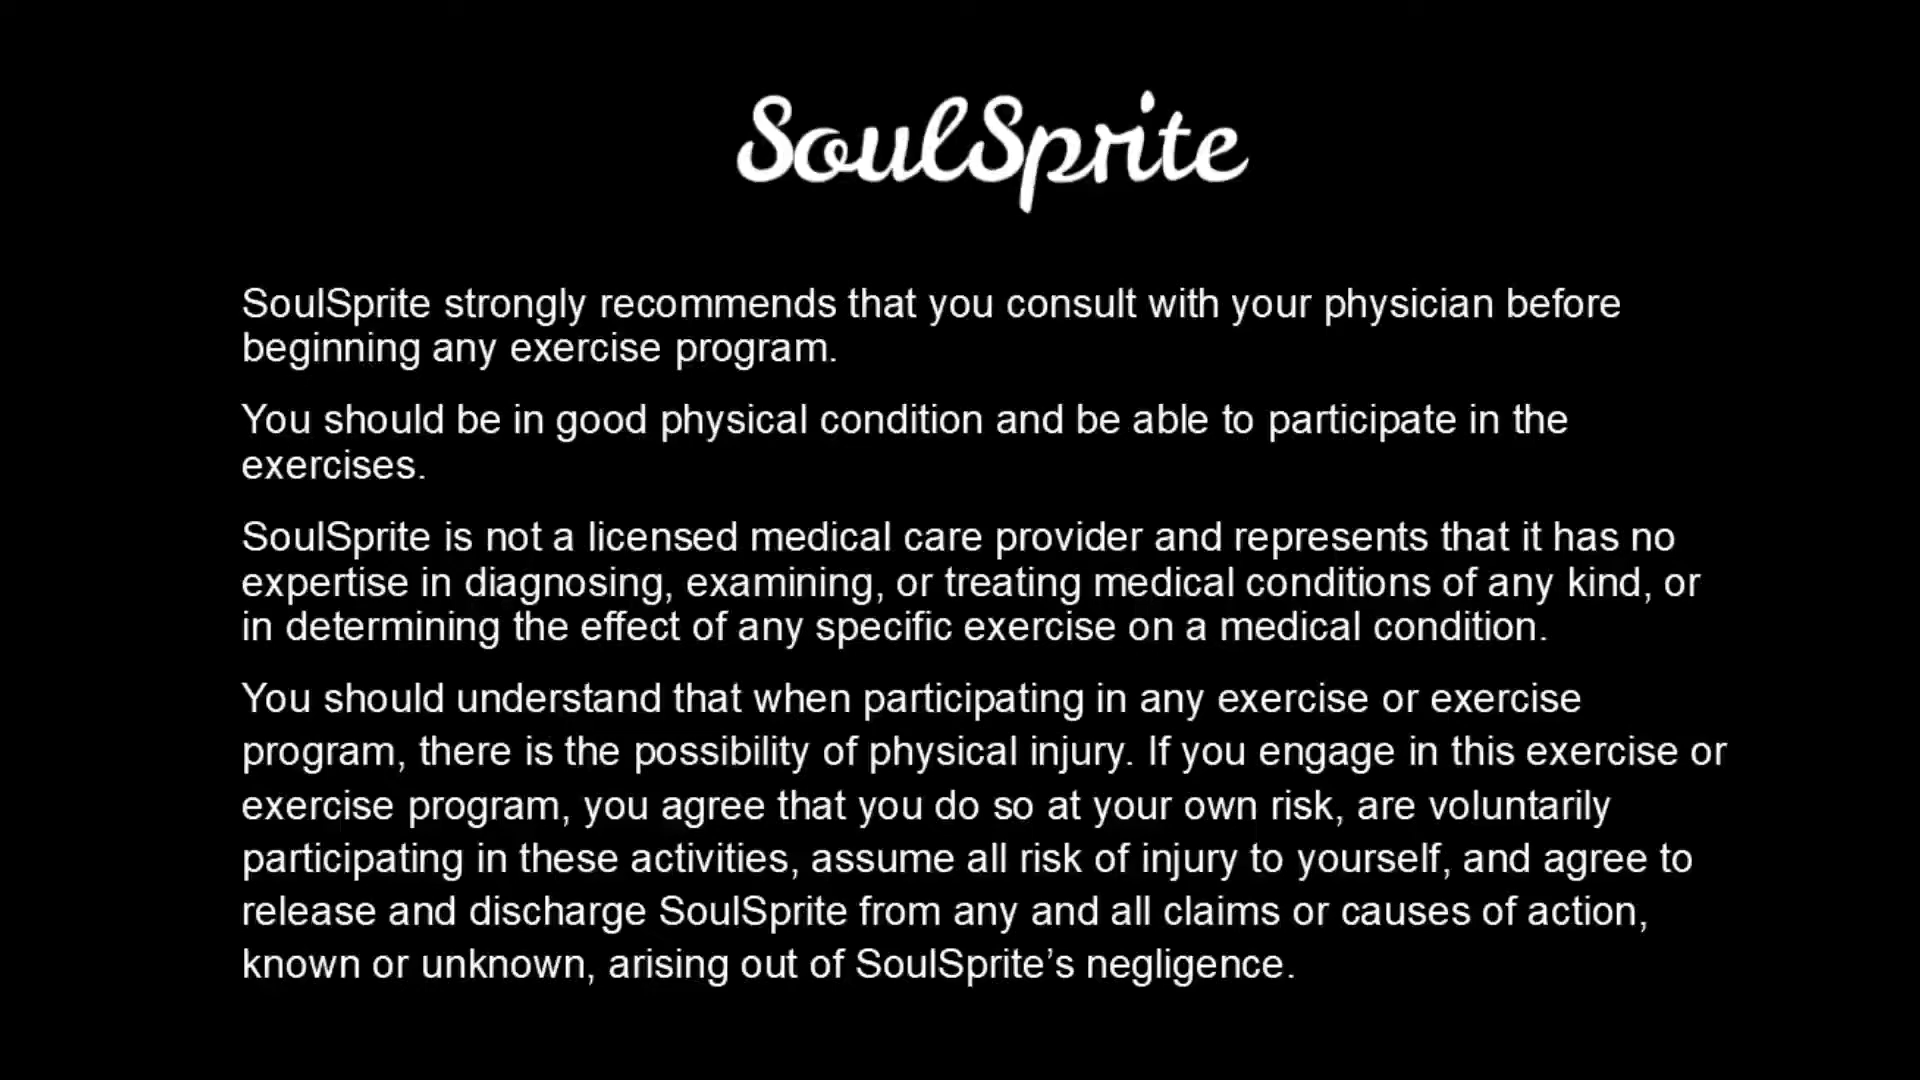 SoulSprite
SoulSprite strongly recommends that you consult with your physician before
beginning any exercise program.
You should be in good physical condition and be able to participate in the
exercises.
SoulSprite is not a licensed medical care provider and represents that it has no
expertise in diagnosing, examining, or treating medical conditions of any kind, or
in determining the effect of any specific exercise on a medical condition.
You should understand that when participating in any exercise or exercise
program, there is the possibility of physical injury. If you engage in this exercise or
exercise program, you agree that you do so at your own risk, are voluntarily
participating in these activities, assume all risk of injury to yourself, and agree to
release and discharge SoulSprite from any and all claims or causes of action,
known or unknown, arising out of SoulSprite’s negligence.